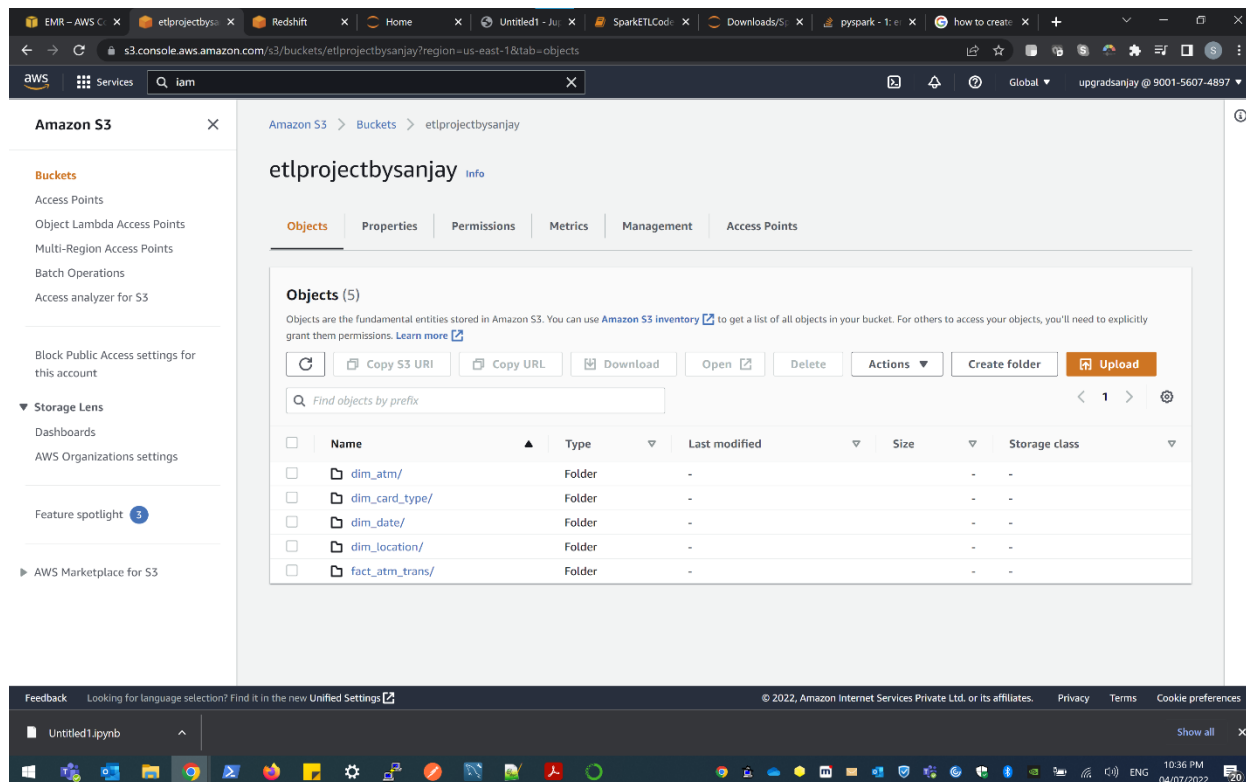 EMR – AWS C
etlprojectbysa
Redshift
Home
Untitled1 - Jup
SparkETLCode
Downloads/Sp
pyspark - 1: er
how to create
s3.console.aws.amazon.com/s3/buckets/etlprojectbysanjay?region=us-east-1&tab=objects
aws Services iam Global upgradsanjay @ 9001-5607-4897
Amazon S3
Buckets
Access Points
Object Lambda Access Points
Multi-Region Access Points
Batch Operations
Access analyzer for S3
Block Public Access settings for
this account
Storage Lens
Dashboards
AWS Organizations settings
Feature spotlight 3
AWS Marketplace for S3
Amazon S3 > Buckets > etlprojectbysanjay
etlprojectbysanjay Info
Objects Properties Permissions Metrics Management Access Points
Objects (5)
Objects are the fundamental entities stored in Amazon S3. You can use Amazon S3 inventory to get a list of all objects in your bucket. For others to access your objects, you'll need to explicitly
grant them permissions. Learn more
Copy S3 URI Copy URL Download Open Delete Actions Create folder Upload
Find objects by prefix 1
Name Type Last modified Size Storage class
dim_atm/ Folder - - -
dim_card_type/ Folder - - -
dim_date/ Folder - - -
dim_location/ Folder - - -
fact_atm_trans/ Folder - - -
Feedback Looking for language selection? Find it in the new Unified Settings © 2022, Amazon Internet Services Private Ltd. or its affiliates. Privacy Terms Cookie preferences
Untitled1.ipynb Show all
ENG 10:36 PM
04/07/2022 20